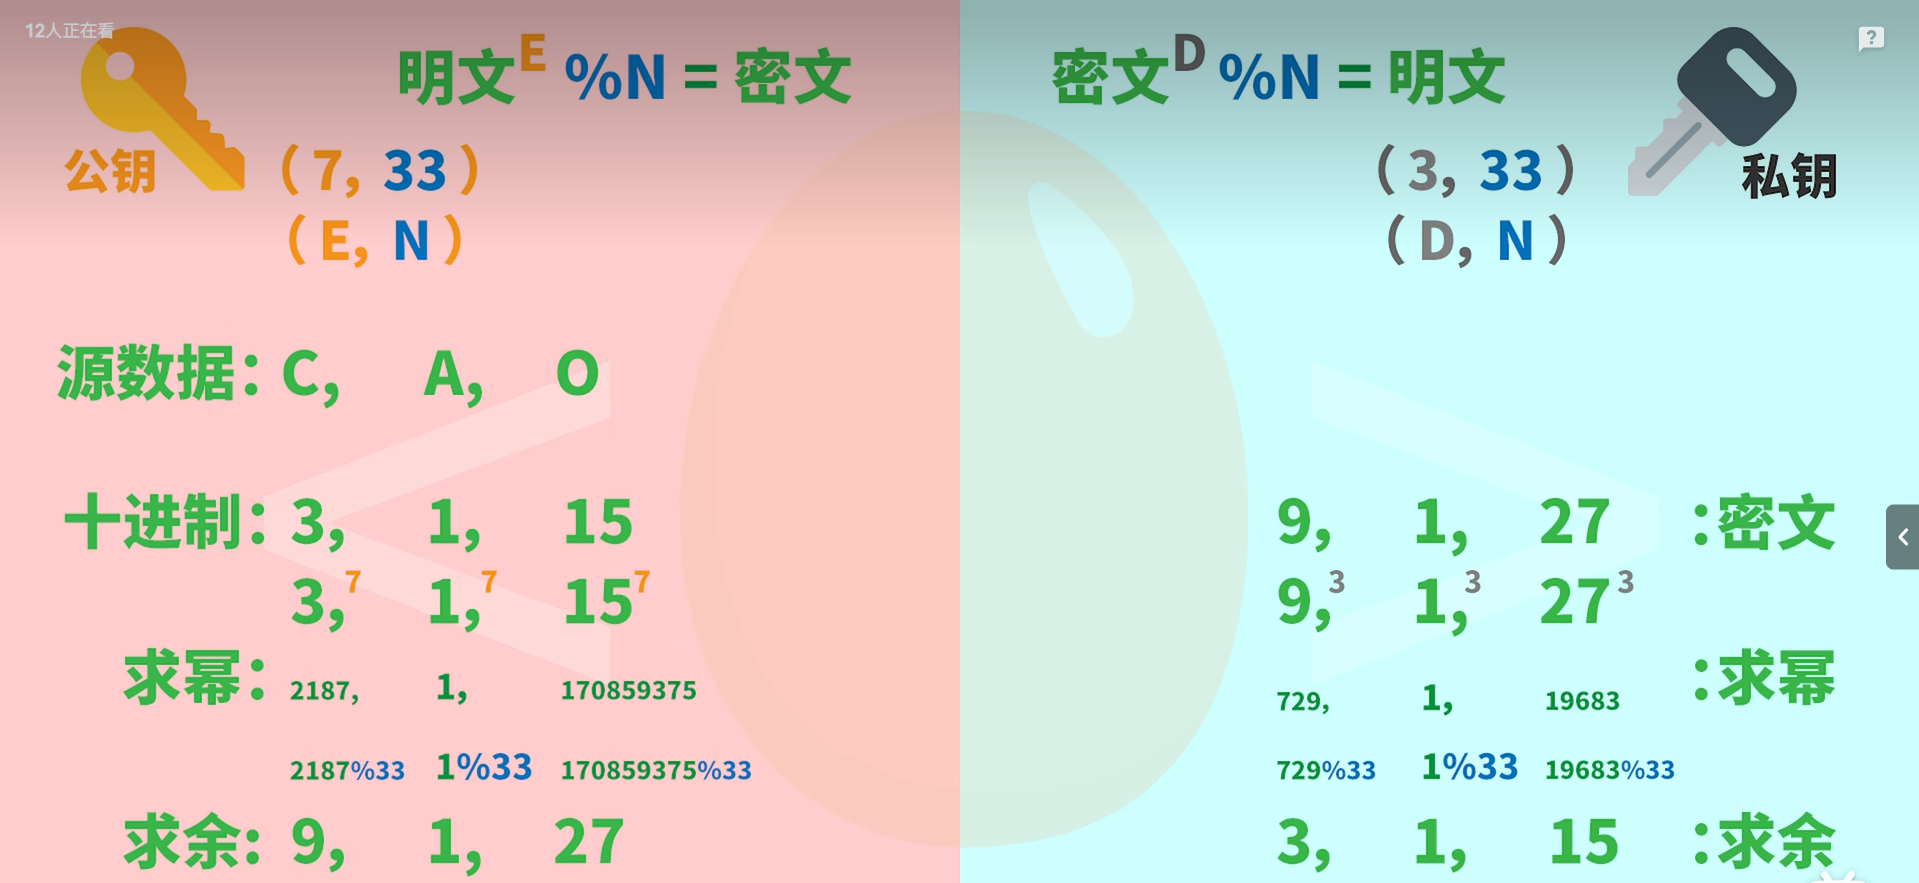 12人正在看
明文E %N = 密文
公钥
( 7, 33 )
( E, N )
源数据: C, A, O
十进制: 3, 1, 15
3,7 1,7 157
求幂: 2187, 1, 170859375
2187%33 1%33 170859375%33
求余: 9, 1, 27
密文D %N = 明文
( 3, 33 )
私钥
( D, N )
9, 1, 27 :密文
9,3 1,3 273
729, 1, 19683 :求幂
729%33 1%33 19683%33
3, 1, 15 :求余